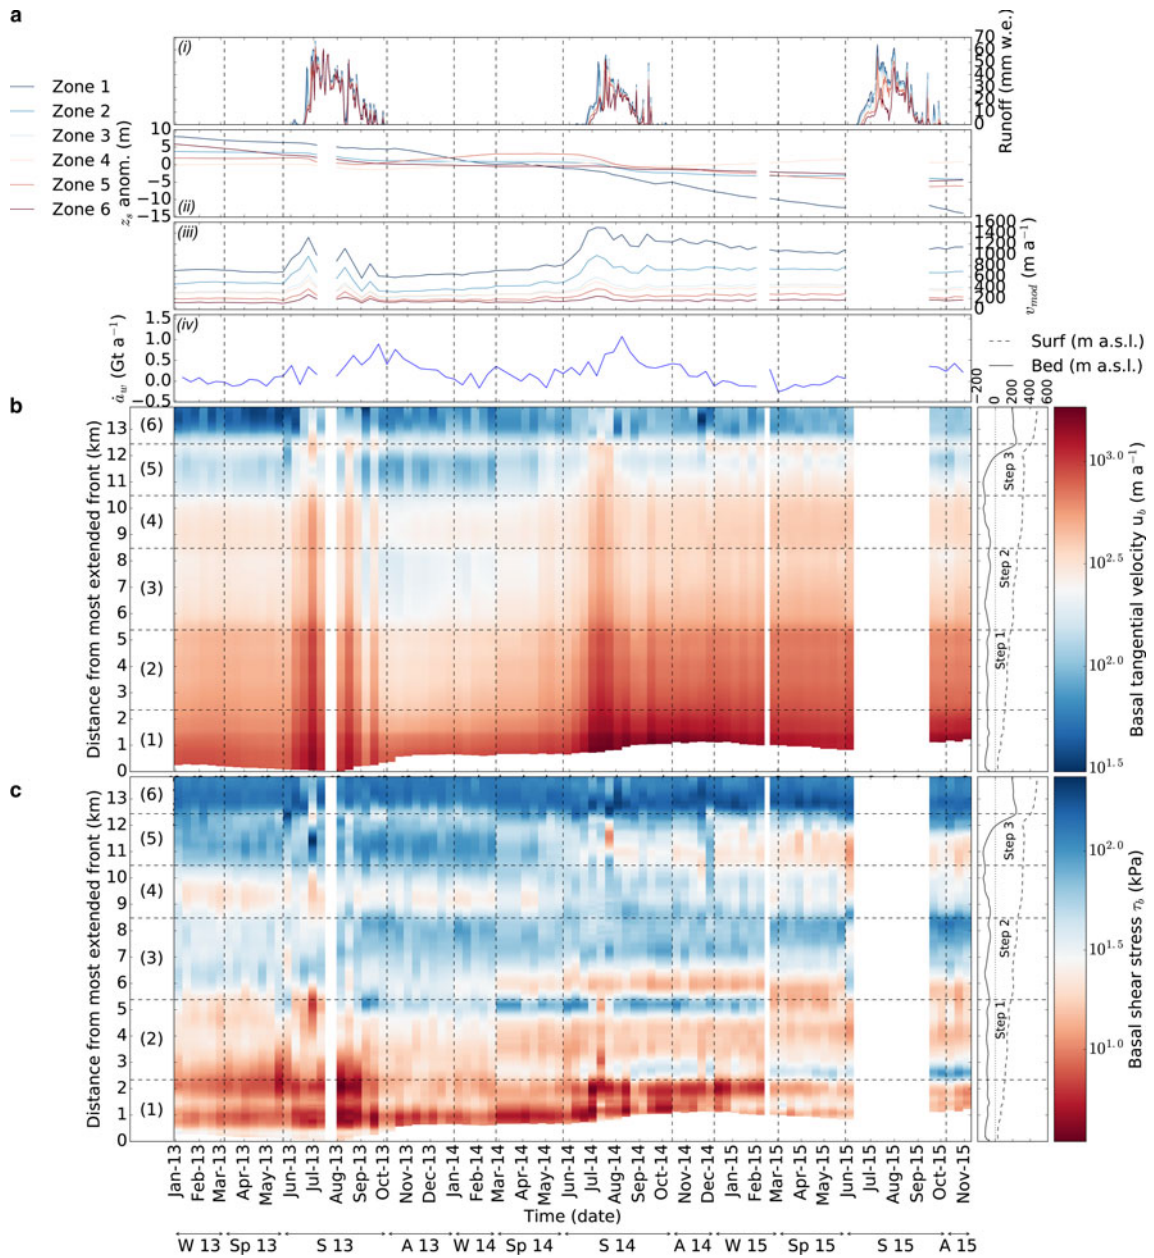 a
(i)
70
60
50
40
30
20
10
0
Runoff (mm w.e.)
Zone 1
Zone 2
Zone 3
Zone 4
Zone 5
Zone 6
10
5
0
−5
−10
−15
z_s anom. (m)
(ii)
(iii)
1600
1400
1200
1000
800
600
400
200
0
v_mod (m a⁻¹)
(iv)
1.5
1.0
0.5
0.0
−0.5
ȧ_w (Gt a⁻¹)
Surf (m a.s.l.)
Bed (m a.s.l.)
−200
0
200
400
600
b
(6)
(5)
(4)
(3)
(2)
(1)
13
12
11
10
9
8
7
6
5
4
3
2
1
0
Distance from most extended front (km)
Step 3
Step 2
Step 1
10^3.0
10^2.5
10^2.0
10^1.5
Basal tangential velocity u_b (m a⁻¹)
c
(6)
(5)
(4)
(3)
(2)
(1)
13
12
11
10
9
8
7
6
5
4
3
2
1
0
Distance from most extended front (km)
Step 3
Step 2
Step 1
10^2.0
10^1.5
10^1.0
Basal shear stress τ_b (kPa)
Jan-13 Feb-13 Mar-13 Apr-13 May-13 Jun-13 Jul-13 Aug-13 Sep-13 Oct-13 Nov-13 Dec-13 Jan-14 Feb-14 Mar-14 Apr-14 May-14 Jun-14 Jul-14 Aug-14 Sep-14 Oct-14 Nov-14 Dec-14 Jan-15 Feb-15 Mar-15 Apr-15 May-15 Jun-15 Jul-15 Aug-15 Sep-15 Oct-15 Nov-15
Time (date)
W 13 Sp 13 S 13 A 13 W 14 Sp 14 S 14 A 14 W 15 Sp 15 S 15 A 15